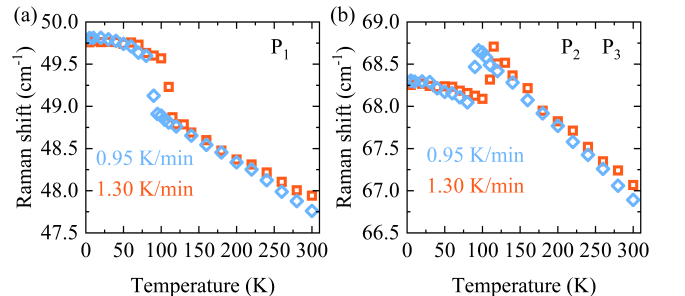 (a)
50.0
49.5
49.0
48.5
48.0
47.5
Raman shift (cm⁻¹)
P₁
0.95 K/min
1.30 K/min
0 50 100 150 200 250 300
Temperature (K)
(b)
69.0
68.5
68.0
67.5
67.0
66.5
Raman shift (cm⁻¹)
P₂ P₃
0.95 K/min
1.30 K/min
0 50 100 150 200 250 300
Temperature (K)